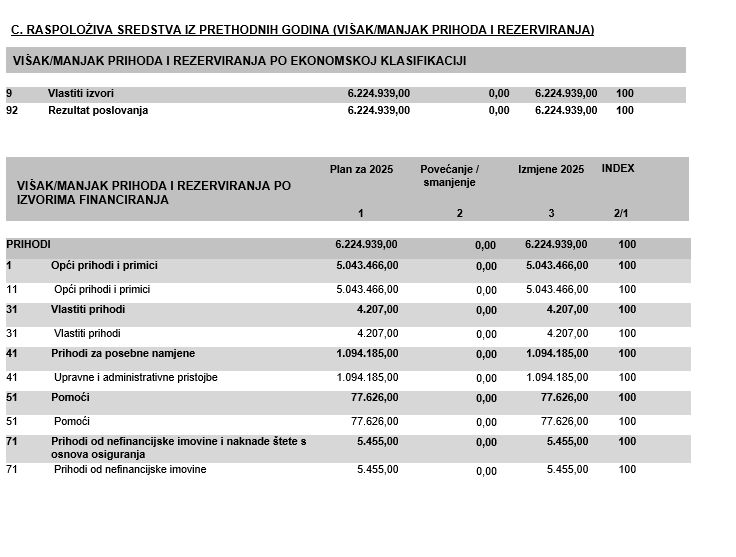 C. RASPOLOŽIVA SREDSTVA IZ PRETHODNIH GODINA (VIŠAK/MANJAK PRIHODA I REZERVIRANJA)
VIŠAK/MANJAK PRIHODA I REZERVIRANJA PO EKONOMSKOJ KLASIFIKACIJI
9 Vlastiti izvori 6.224.939,00 0,00 6.224.939,00 100
92 Rezultat poslovanja 6.224.939,00 0,00 6.224.939,00 100
VIŠAK/MANJAK PRIHODA I REZERVIRANJA PO IZVORIMA FINANCIRANJA
Plan za 2025 Povećanje / smanjenje Izmjene 2025 INDEX
1 2 3 2/1
PRIHODI 6.224.939,00 0,00 6.224.939,00 100
1 Opći prihodi i primici 5.043.466,00 0,00 5.043.466,00 100
11 Opći prihodi i primici 5.043.466,00 0,00 5.043.466,00 100
31 Vlastiti prihodi 4.207,00 0,00 4.207,00 100
31 Vlastiti prihodi 4.207,00 0,00 4.207,00 100
41 Prihodi za posebne namjene 1.094.185,00 0,00 1.094.185,00 100
41 Upravne i administrativne pristojbe 1.094.185,00 0,00 1.094.185,00 100
51 Pomoći 77.626,00 0,00 77.626,00 100
51 Pomoći 77.626,00 0,00 77.626,00 100
71 Prihodi od nefinancijske imovine i naknade štete s 5.455,00 0,00 5.455,00 100
osnova osiguranja
71 Prihodi od nefinancijske imovine 5.455,00 0,00 5.455,00 100